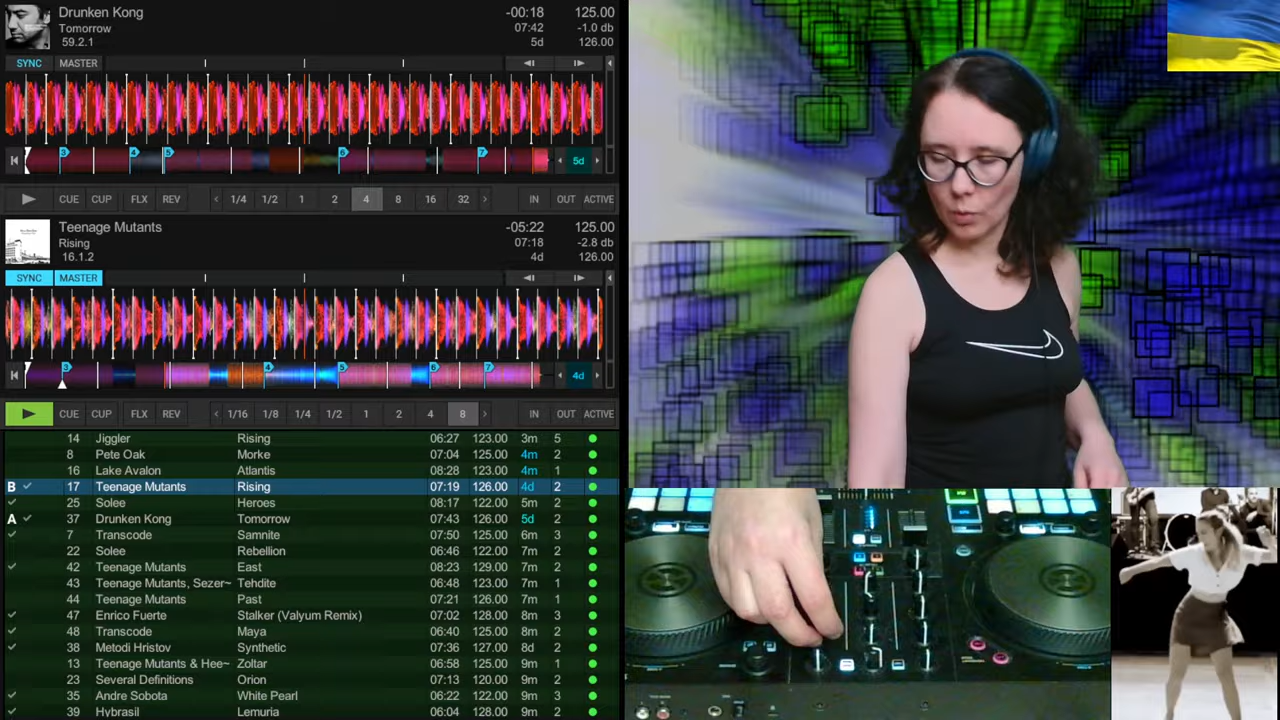 Drunken Kong -00:18 125.00
Tomorrow 07:42 -1.0 db
59.2.1 5d 126.00
SYNC MASTER
3 4 5 6 7 5d
CUE CUP FLX REV 1/4 1/2 1 2 4 8 16 32 IN OUT ACTIVE
Teenage Mutants -05:22 125.00
Rising 07:18 -2.8 db
16.1.2 4d 126.00
SYNC MASTER
3 4 5 6 7 4d
CUE CUP FLX REV 1/16 1/8 1/4 1/2 1 2 4 8 IN OUT ACTIVE
14 Jiggler Rising 06:27 123.00 3m 5
8 Pete Oak Morke 07:04 125.00 4m 2
16 Lake Avalon Atlantis 08:28 123.00 4m 1
B 17 Teenage Mutants Rising 07:19 126.00 4d 2
25 Solee Heroes 08:17 122.00 5m 2
A 37 Drunken Kong Tomorrow 07:43 126.00 5d 2
7 Transcode Samnite 07:50 125.00 6m 3
22 Solee Rebellion 06:46 122.00 7m 2
42 Teenage Mutants East 08:23 129.00 7m 2
43 Teenage Mutants, Sezer~ Tehdite 06:48 123.00 7m 1
44 Teenage Mutants Past 07:21 126.00 7m 1
47 Enrico Fuerte Stalker (Valyum Remix) 07:02 128.00 8m 3
48 Transcode Maya 06:40 125.00 8m 2
38 Metodi Hristov Synthetic 07:36 127.00 8d 2
13 Teenage Mutants & Hee~ Zoltar 06:58 125.00 9m 1
23 Several Definitions Orion 07:13 120.00 9m 2
35 Andre Sobota White Pearl 06:22 122.00 9m 3
39 Hybrasil Lemuria 07:04 128.00 9m 2